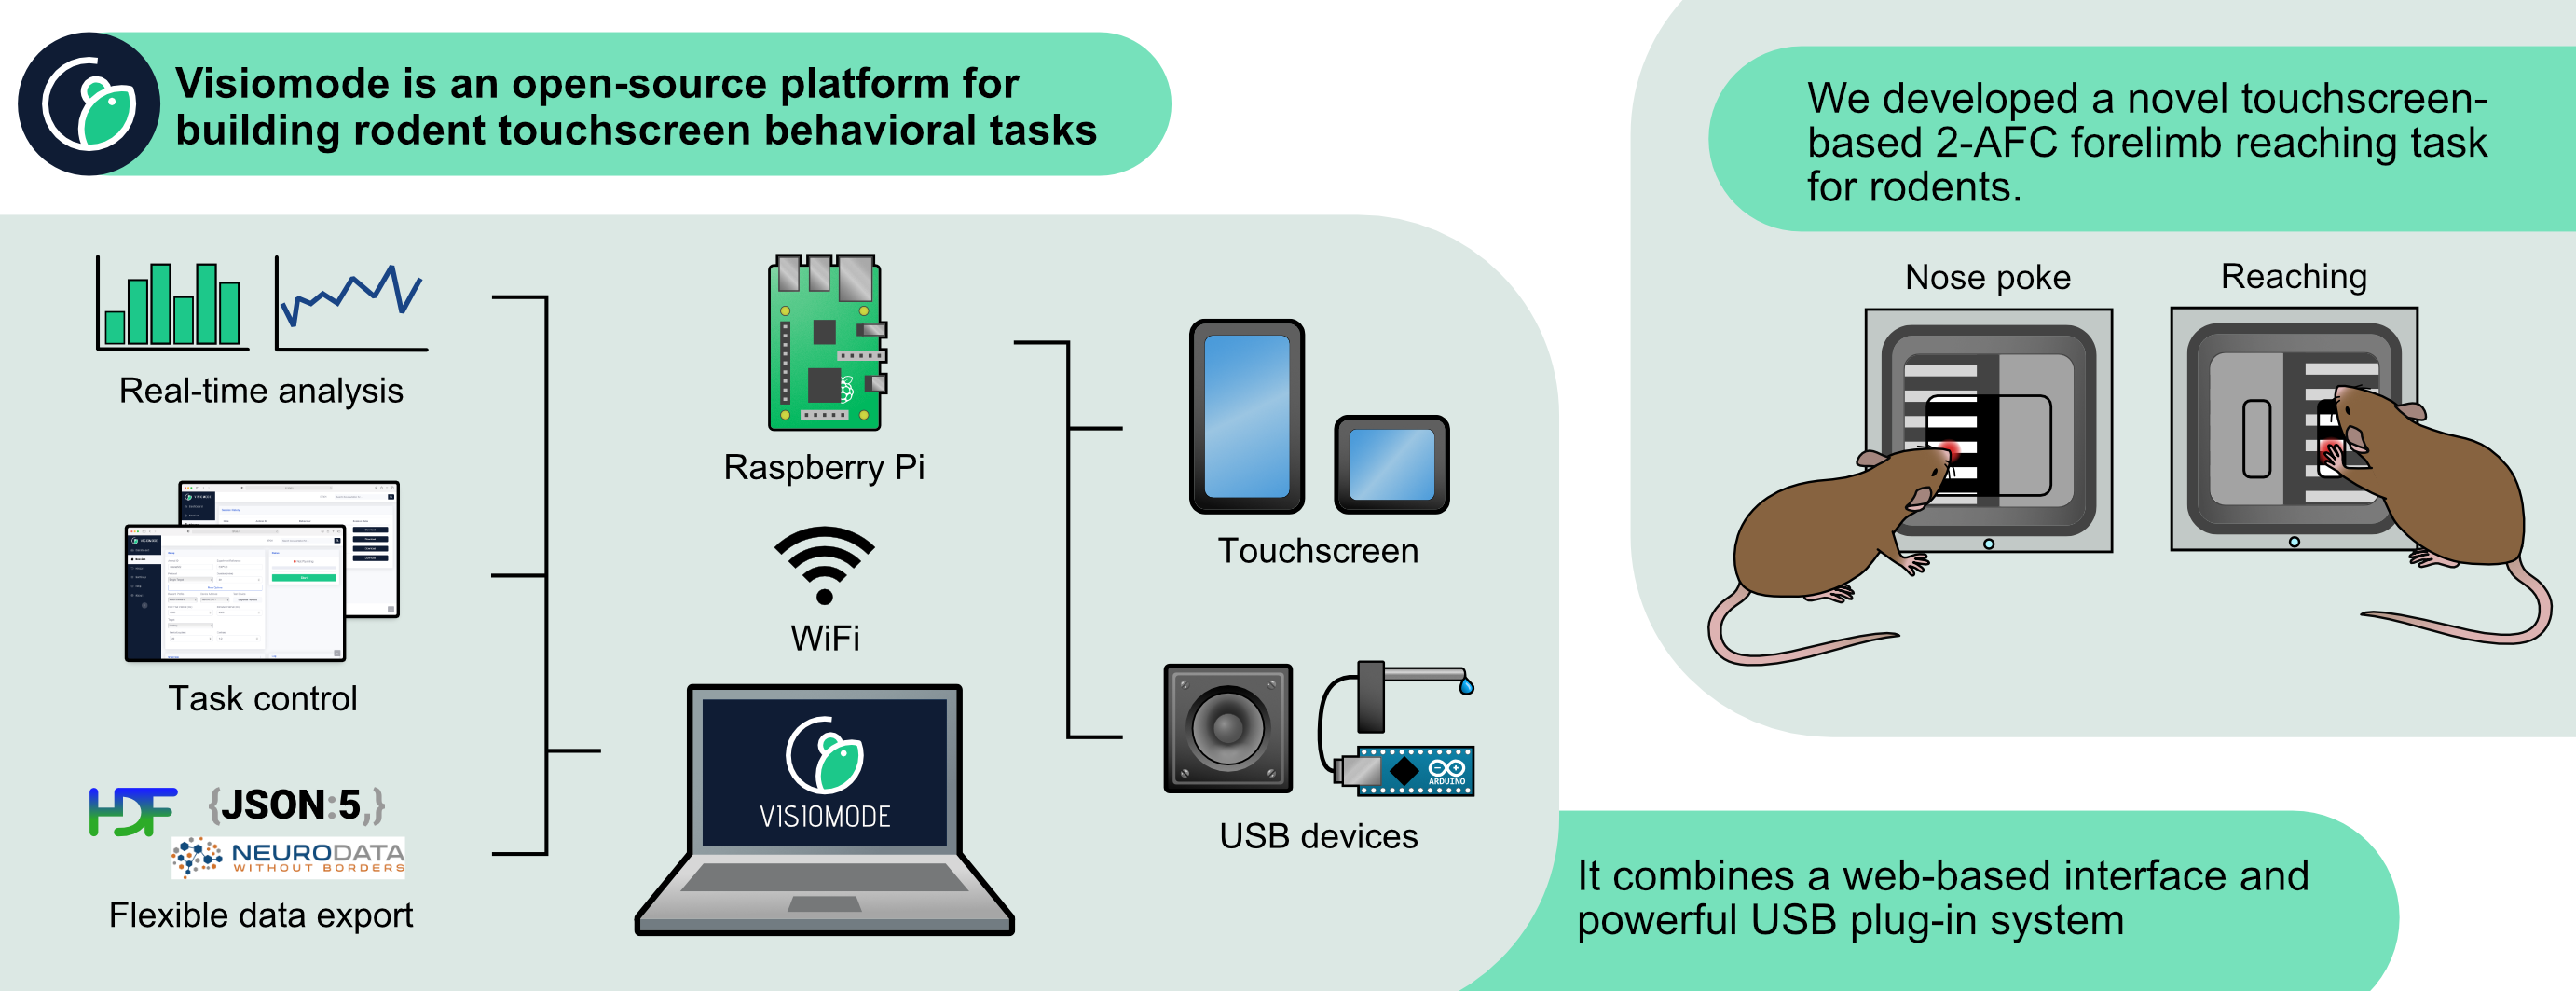 Visiomode is an open-source platform for
building rodent touchscreen behavioral tasks
Real-time analysis
Task control
HDF
{JSON:5,}
NEURODATA
WITHOUT BORDERS
Flexible data export
Raspberry Pi
WiFi
VISIOMODE
Touchscreen
ARDUINO
USB devices
We developed a novel touchscreen-
based 2-AFC forelimb reaching task
for rodents.
Nose poke
Reaching
It combines a web-based interface and
powerful USB plug-in system